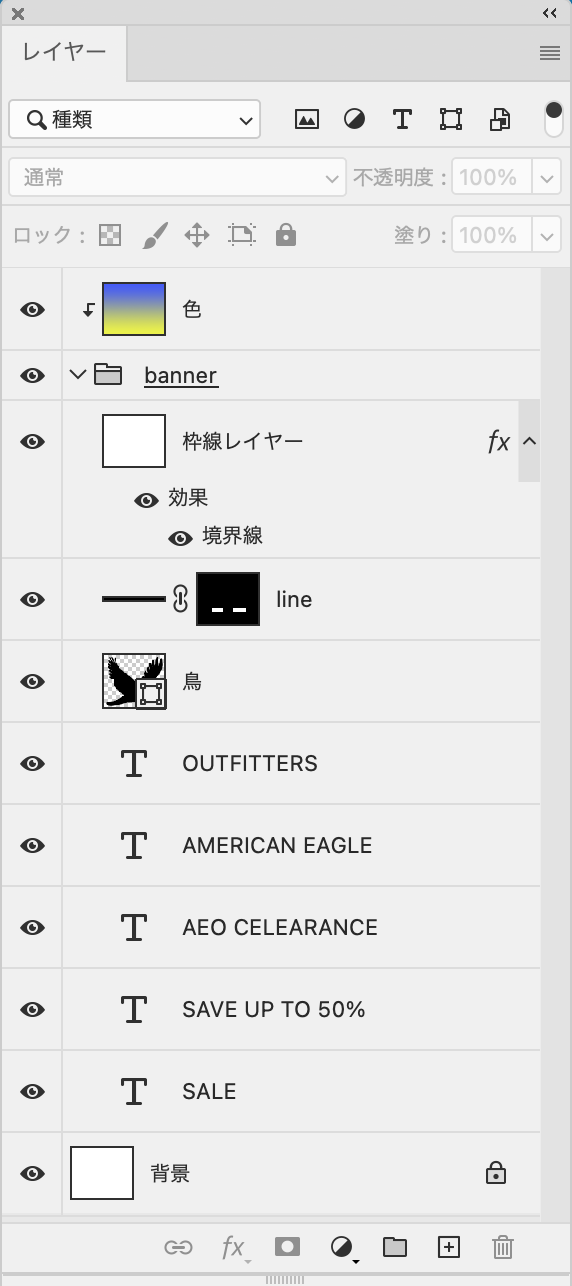 レイヤー
種類
通常 不透明度 : 100%
ロック : 塗り : 100%
色
banner
枠線レイヤー fx
効果
境界線
line
鳥
OUTFITTERS
AMERICAN EAGLE
AEO CELEARANCE
SAVE UP TO 50%
SALE
背景
fx